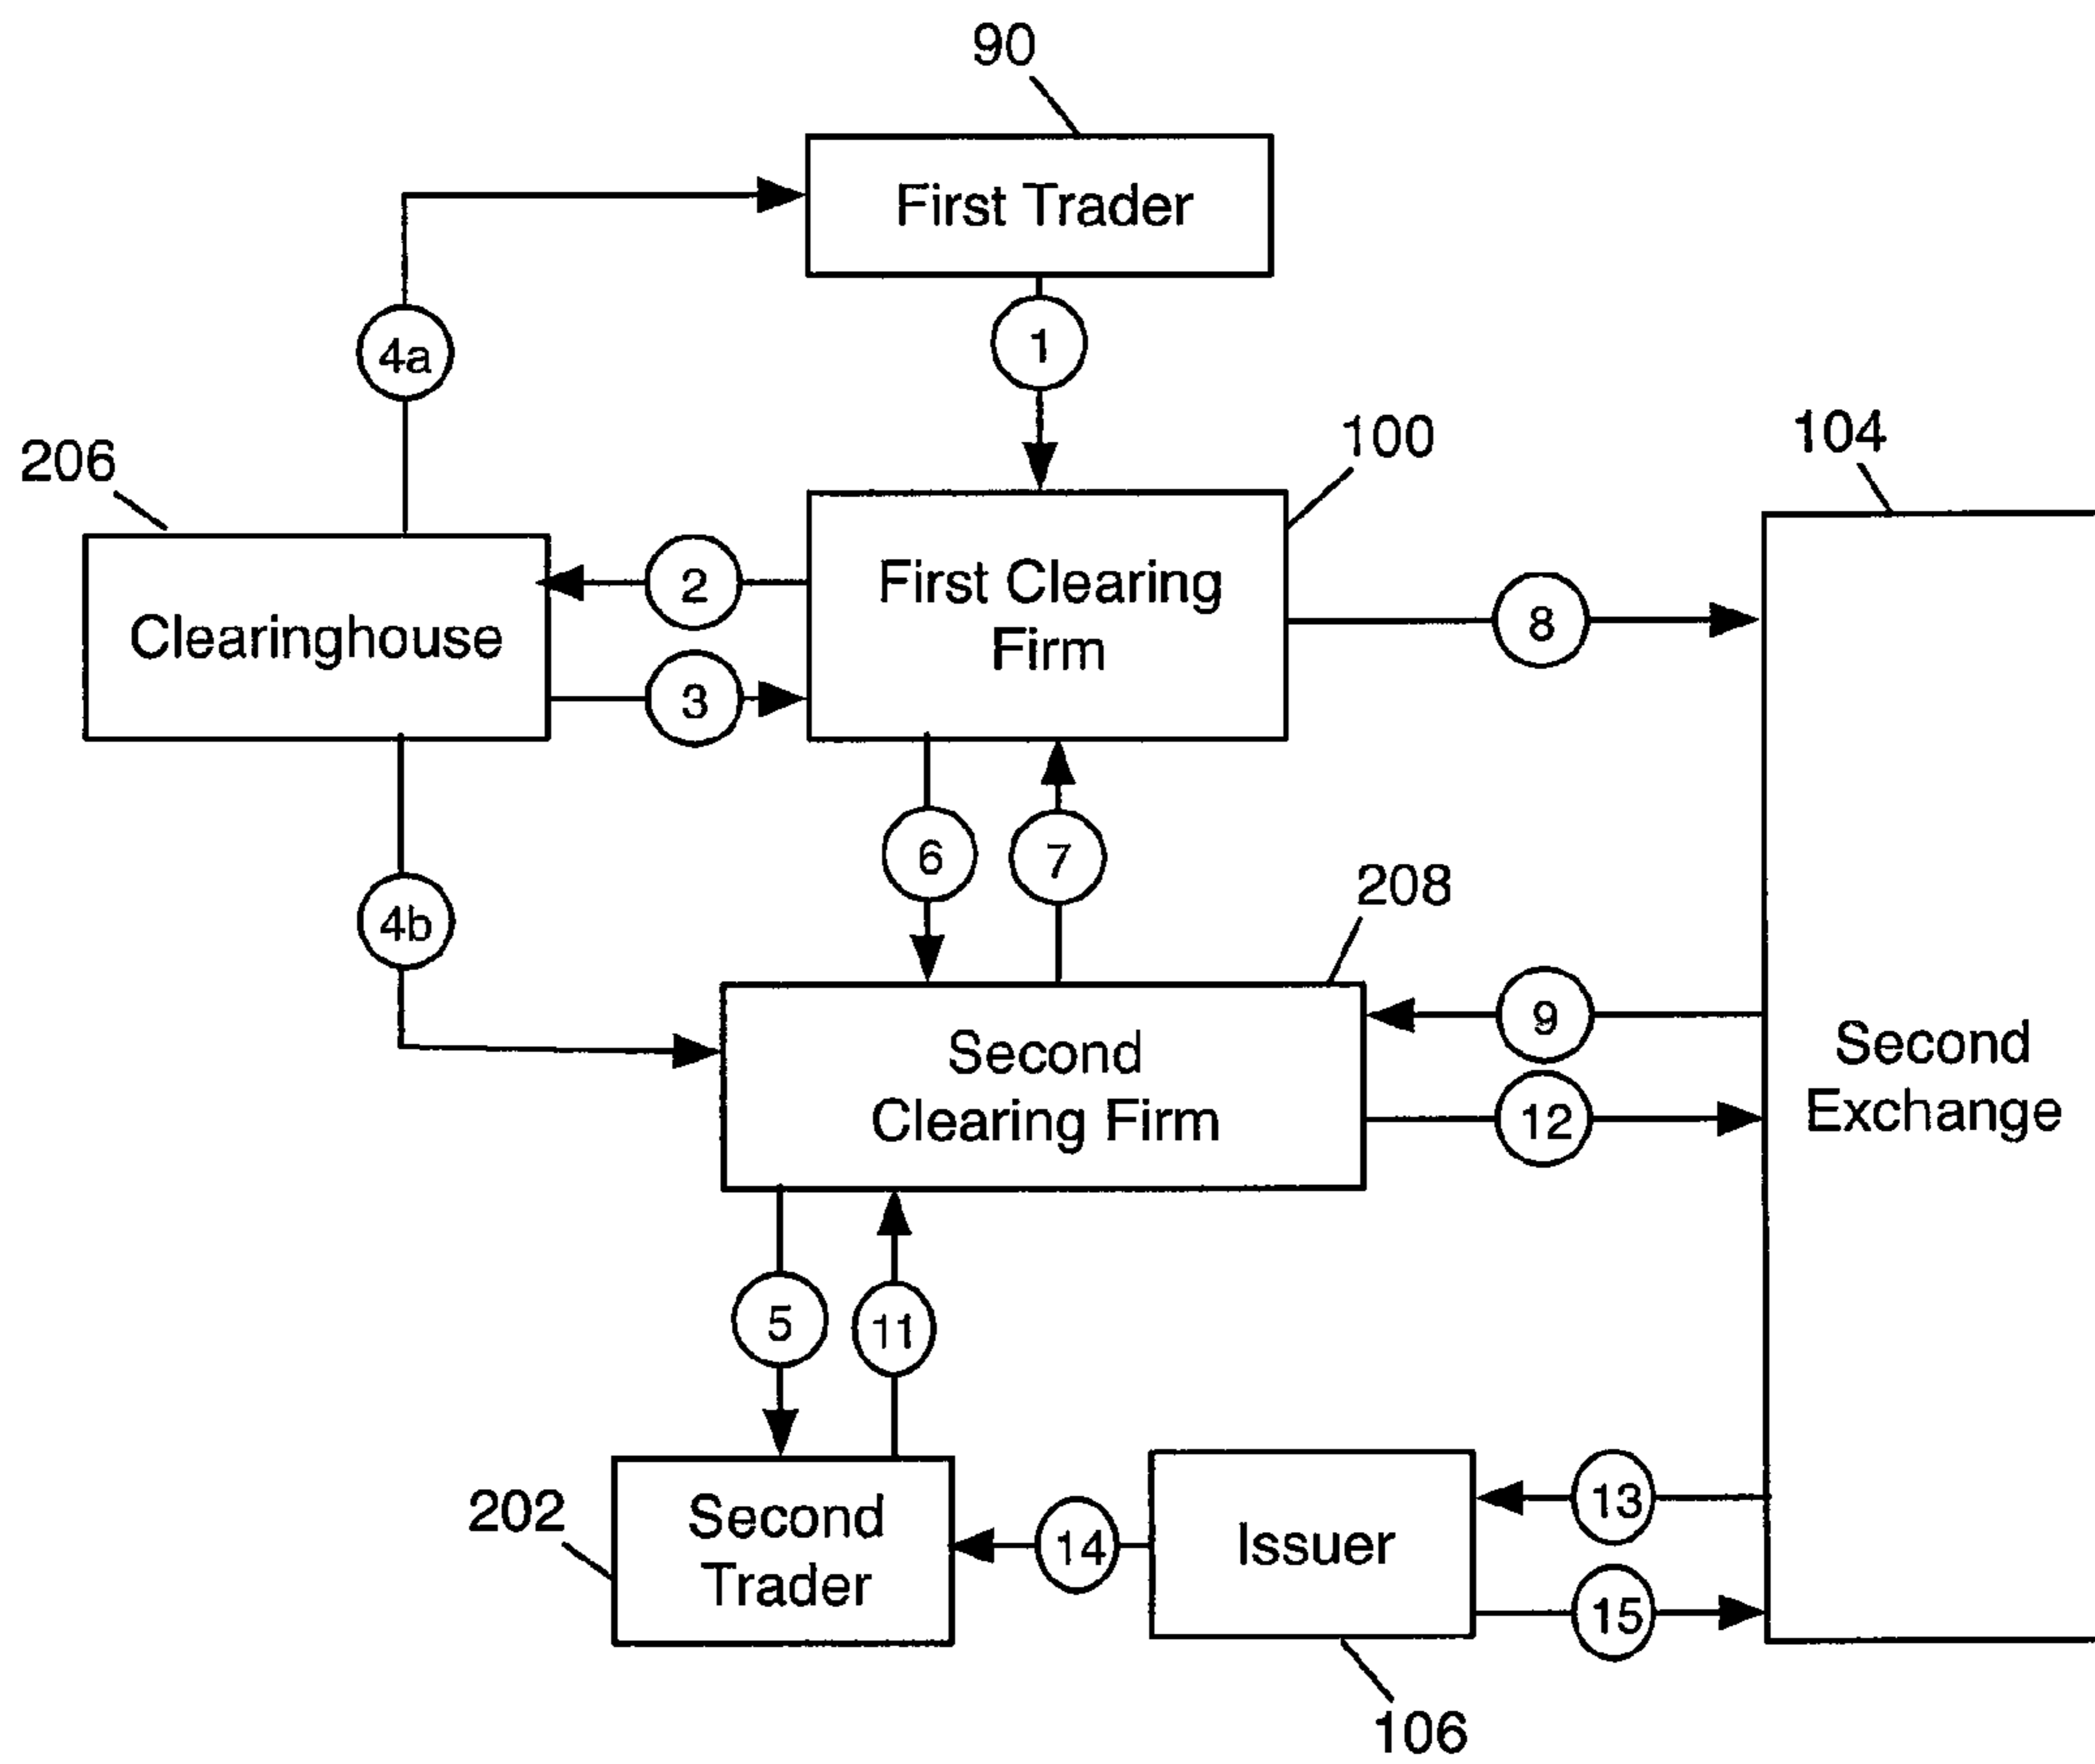 90
First Trader
1
4a
206
100
104
Clearinghouse
2
3
First Clearing
Firm
8
6
7
4b
208
Second
Clearing Firm
9
12
Second
Exchange
5
11
202
Second
Trader
14
Issuer
13
15
106